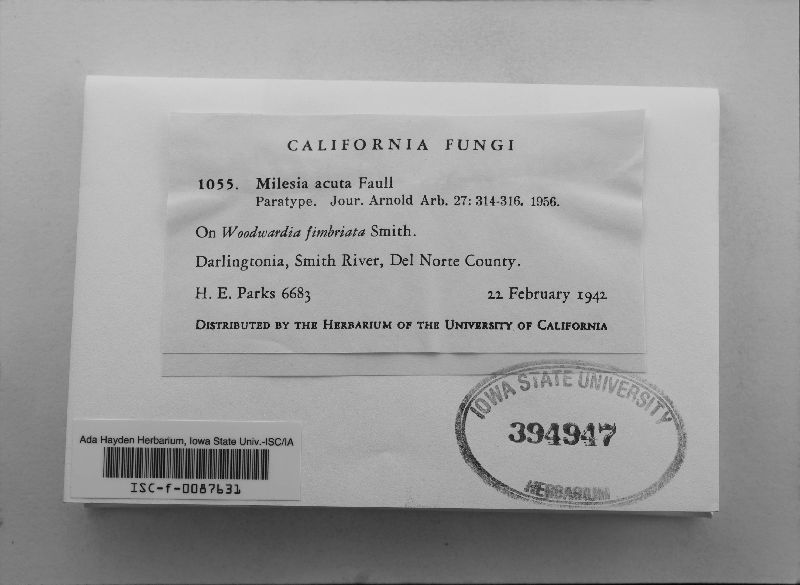 CALIFORNIA FUNGI
1055. Milesia acuta Faull
Paratype. Jour. Arnold Arb. 27: 314-316. 1956.
On Woodwardia fimbriata Smith.
Darlingtonia, Smith River, Del Norte County.
H. E. Parks 6683 22 February 1942
DISTRIBUTED BY THE HERBARIUM OF THE UNIVERSITY OF CALIFORNIA
IOWA STATE UNIVERSITY
394947
HERBARIUM
Ada Hayden Herbarium, Iowa State Univ.-ISC/IA
ISC-f-0087631